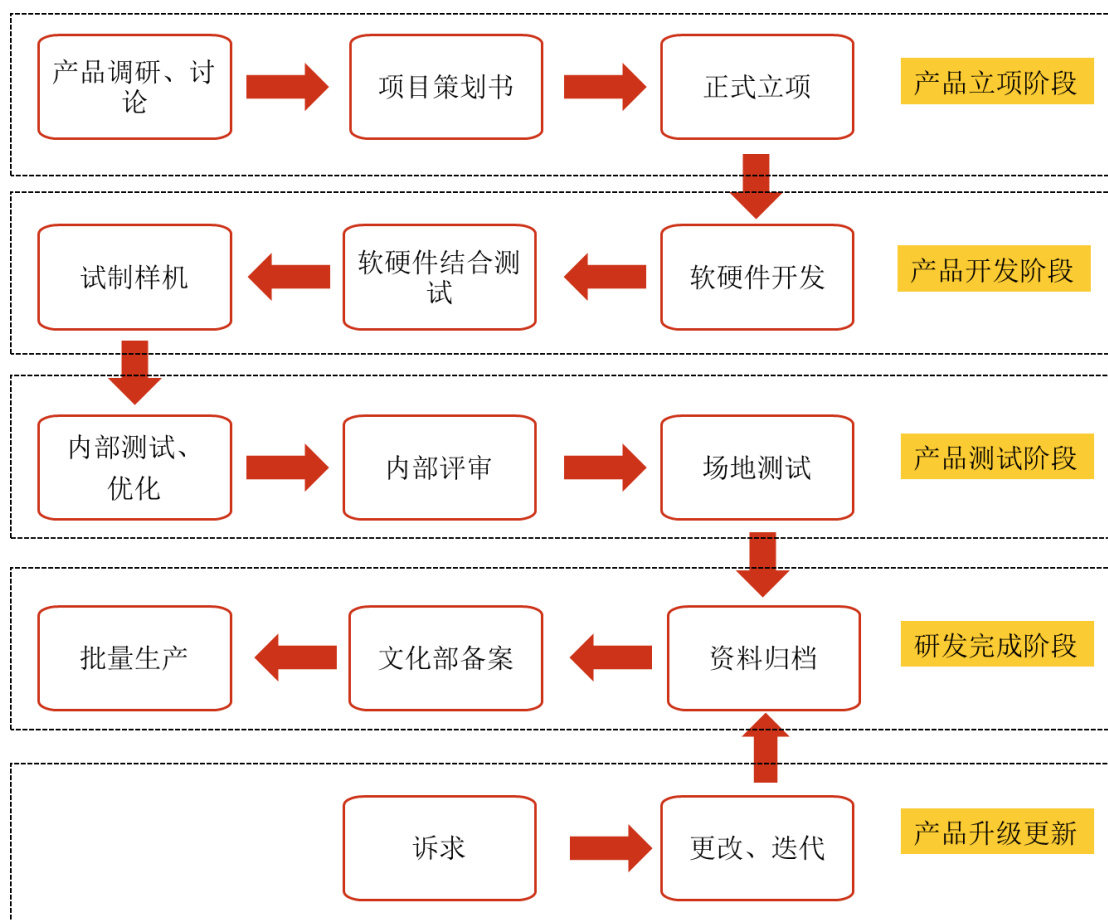 产品调研、讨
论
项目策划书
正式立项
产品立项阶段
试制样机
软硬件结合测
试
软硬件开发
产品开发阶段
内部测试、
优化
内部评审
场地测试
产品测试阶段
批量生产
文化部备案
资料归档
研发完成阶段
诉求
更改、迭代
产品升级更新